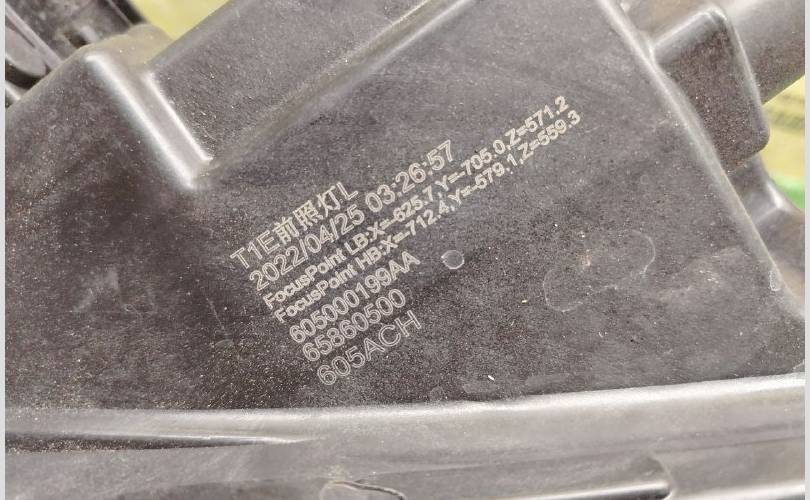 T1E前照灯L
2022/04/25 03:26:57
FocusPoint LB:X=-625.7,Y=-705.0,Z=571.2
FocusPoint HB:X=-712.4,Y=-579.1,Z=559.3
605000199AA
65860500
605ACH